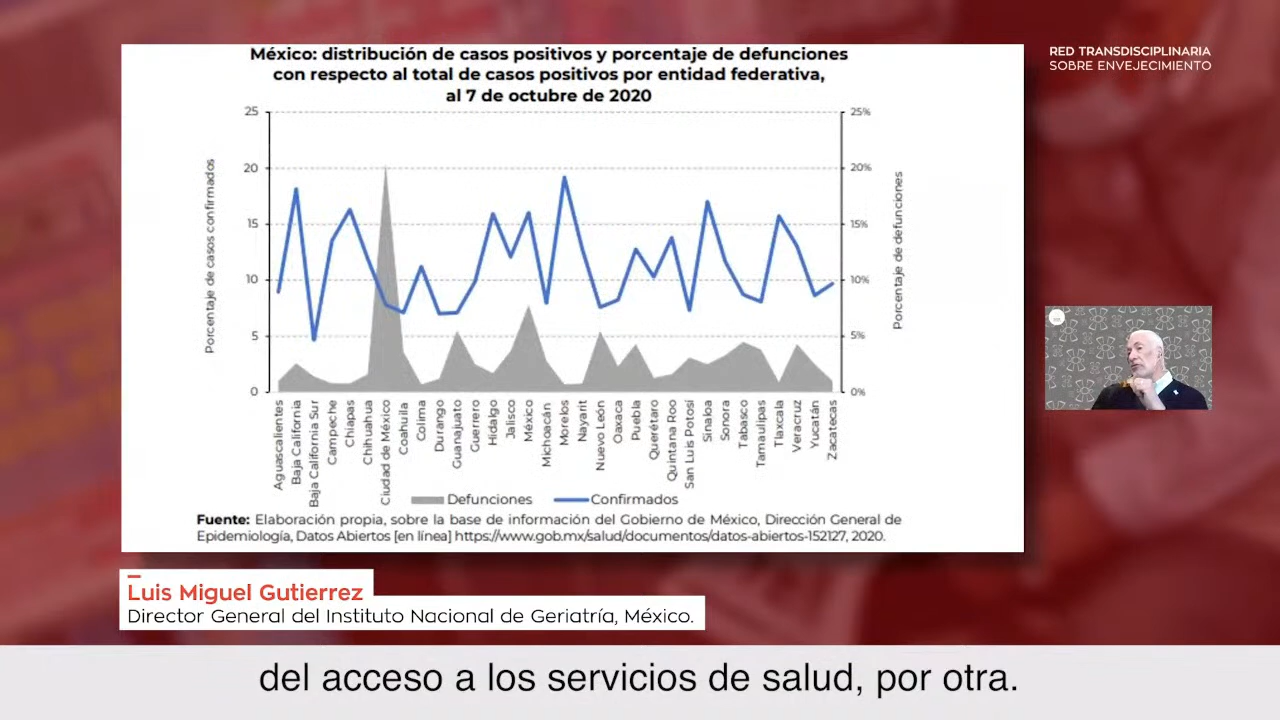 RED TRANSDISCIPLINARIA
SOBRE ENVEJECIMIENTO
México: distribución de casos positivos y porcentaje de defunciones
con respecto al total de casos positivos por entidad federativa,
al 7 de octubre de 2020
Porcentaje de casos confirmados
25
20
15
10
5
0
25%
20%
15%
10%
5%
0%
Porcentaje de defunciones
Aguascalientes
Baja California
Baja California Sur
Campeche
Chiapas
Chihuahua
Ciudad de México
Coahuila
Colima
Durango
Guanajuato
Guerrero
Hidalgo
Jalisco
México
Michoacán
Morelos
Nayarit
Nuevo León
Oaxaca
Puebla
Querétaro
Quintana Roo
San Luis Potosí
Sinaloa
Sonora
Tabasco
Tamaulipas
Tlaxcala
Veracruz
Yucatán
Zacatecas
Defunciones
Confirmados
Fuente: Elaboración propia, sobre la base de información del Gobierno de México, Dirección General de
Epidemiología, Datos Abiertos [en línea] https://www.gob.mx/salud/documentos/datos-abiertos-152127, 2020.
Luis Miguel Gutierrez
Director General del Instituto Nacional de Geriatría, México.
del acceso a los servicios de salud, por otra.